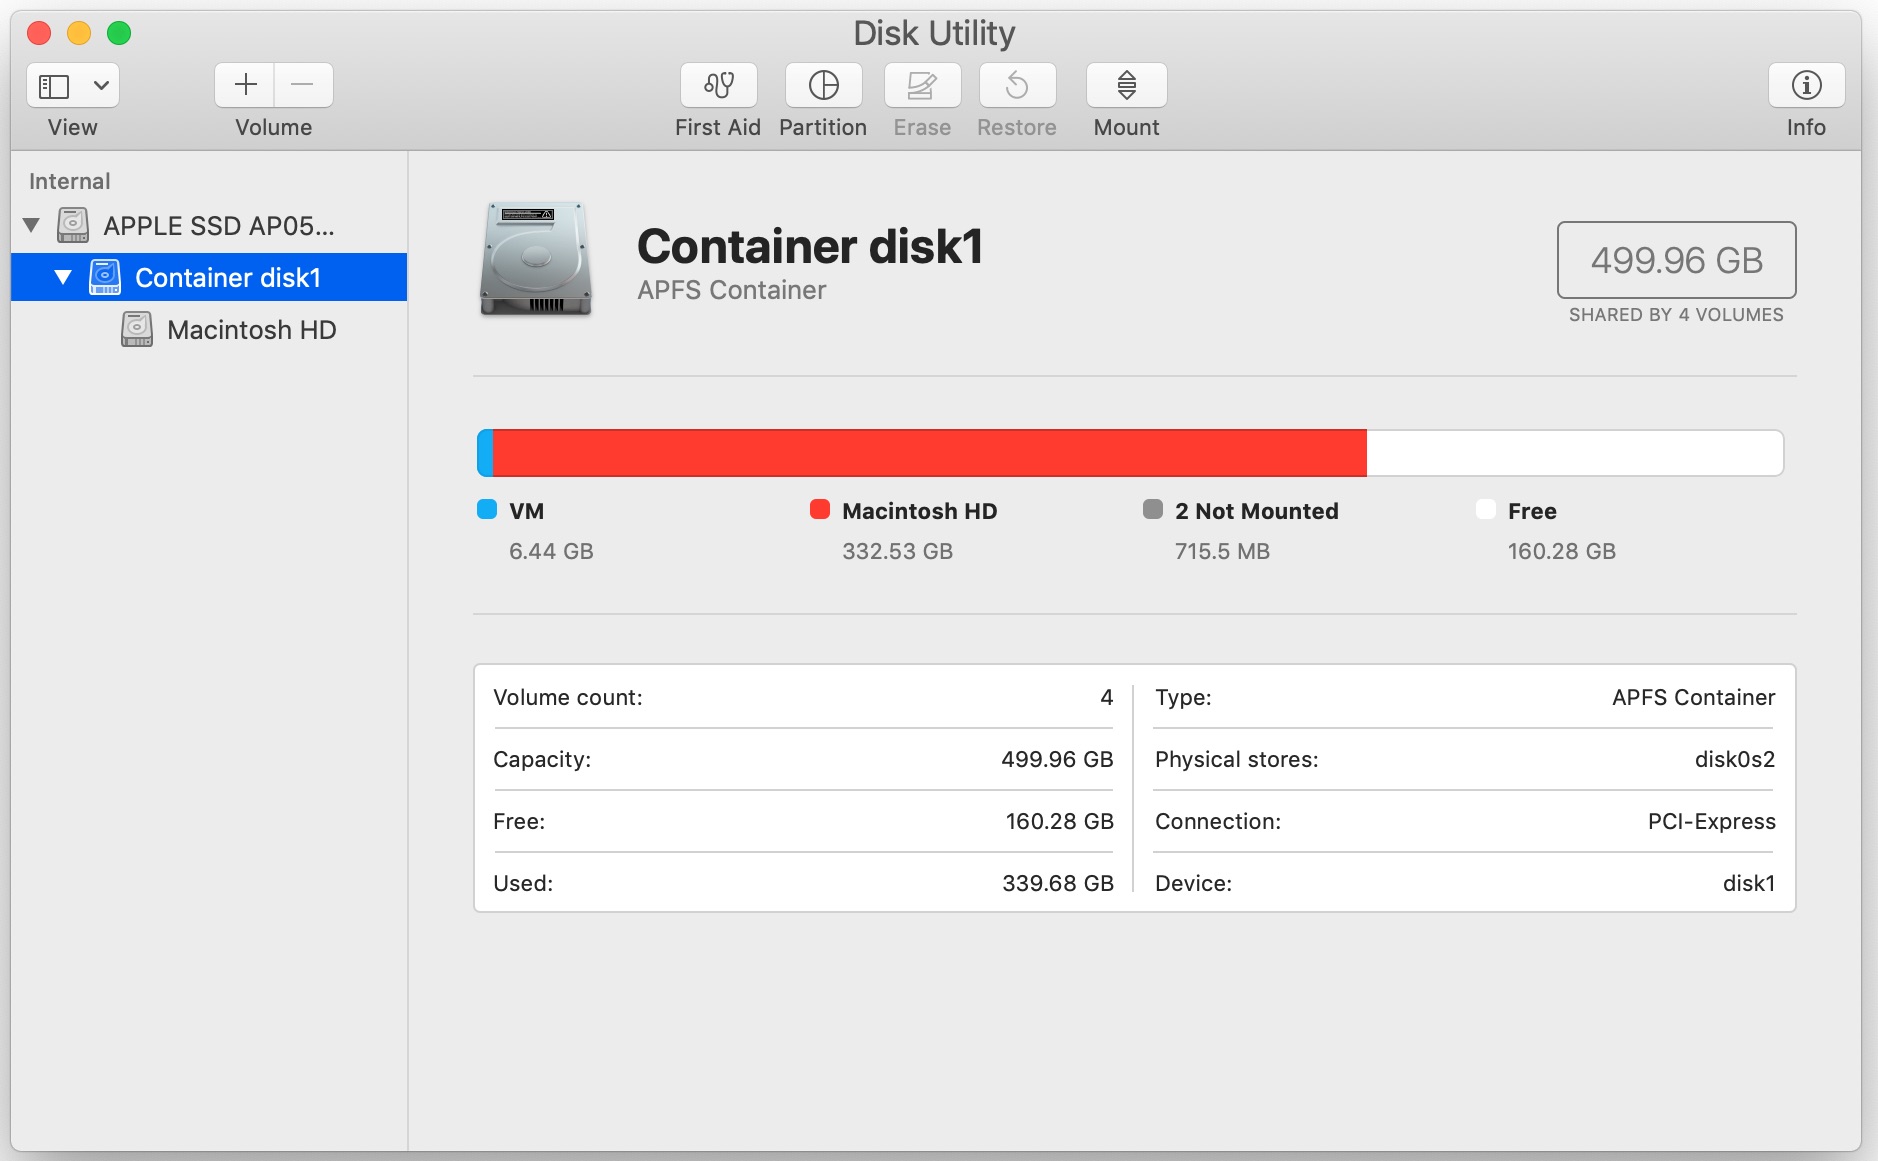 Disk Utility
View
Volume
First Aid
Partition
Erase
Restore
Mount
Info
Internal
APPLE SSD AP05...
Container disk1
Macintosh HD
Container disk1
APFS Container
499.96 GB
SHARED BY 4 VOLUMES
VM
6.44 GB
Macintosh HD
332.53 GB
2 Not Mounted
715.5 MB
Free
160.28 GB
Volume count: 4
Capacity: 499.96 GB
Free: 160.28 GB
Used: 339.68 GB
Type: APFS Container
Physical stores: disk0s2
Connection: PCI-Express
Device: disk1